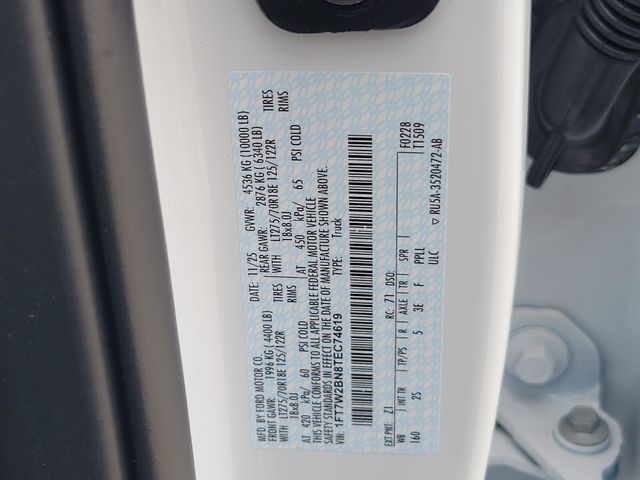 MFD. BY FORD MOTOR CO.
DATE: 11/25 GVWR: 4536 KG (10000 LB)
FRONT GAWR: 1996 KG (4400 LB) REAR GAWR: 2876 KG (6340 LB)
LT275/70R18E 125/122R TIRES WITH LT275/70R18E 125/122R TIRES
18x8.0J RIMS 18x8.0J RIMS
AT 420 kPa/ 60 PSI COLD AT 450 kPa/ 65 PSI COLD
THIS VEHICLE CONFORMS TO ALL APPLICABLE FEDERAL MOTOR VEHICLE
SAFETY STANDARDS IN EFFECT ON THE DATE OF MANUFACTURE SHOWN ABOVE.
VIN: 1FT7W2BN8TEC74619 TYPE: Truck
EXT PNT: Z1 RC: 71 DSO: F0228
WB INT TR TP/PS R AXLE TR SPR T1509
160 2S 5 3E F PPLL
ULC ▽ RU5A-3520472-AB